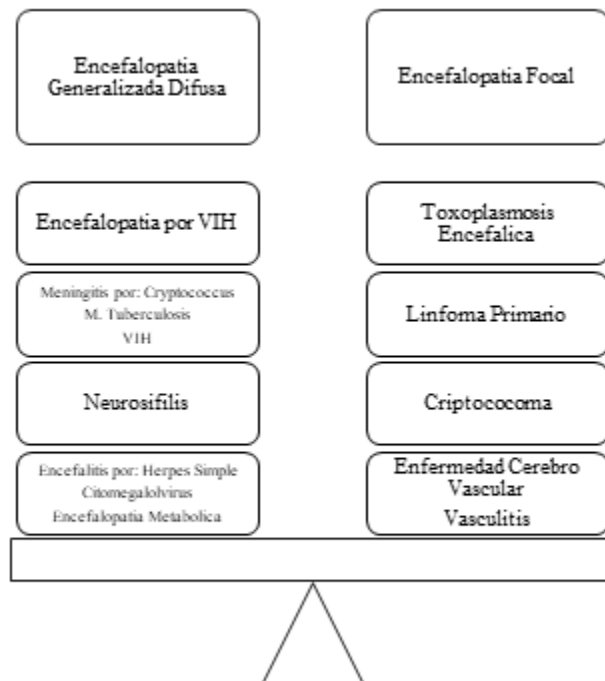 Encefalopatia
Generalizada Difusa
Encefalopatia por VIH
Meningitis por: Cryptococcus
M. Tuberculosis
VIH
Neurosifilis
Encefalitis por: Herpes Simple
Citomegalolvirus
Encefalopatia Metabolica
Encefalopatia Focal
Toxoplasmosis
Encefalica
Linfoma Primario
Criptococoma
Enfermedad Cerebro
Vascular
Vasculitis